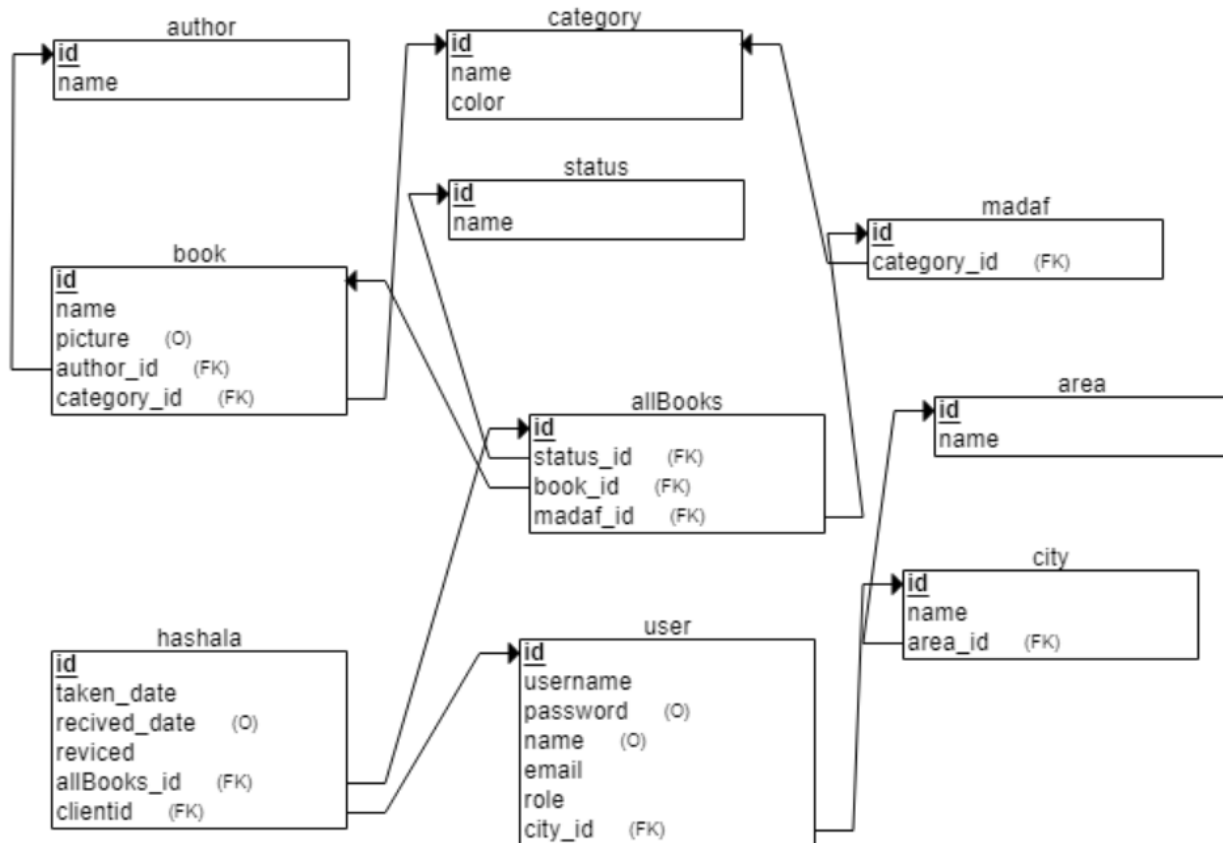 author
id
name
category
id
name
color
status
id
name
madaf
id
category_id (FK)
book
id
name
picture (O)
author_id (FK)
category_id (FK)
allBooks
id
status_id (FK)
book_id (FK)
madaf_id (FK)
area
id
name
city
id
name
area_id (FK)
hashala
id
taken_date
recived_date (O)
reviced
allBooks_id (FK)
clientid (FK)
user
id
username
password (O)
name (O)
email
role
city_id (FK)